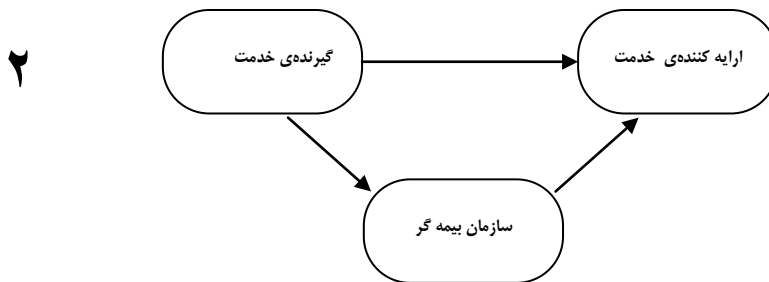 ارایه کننده‌ی خدمت
گیرنده‌ی خدمت
۲
سازمان بیمه گر